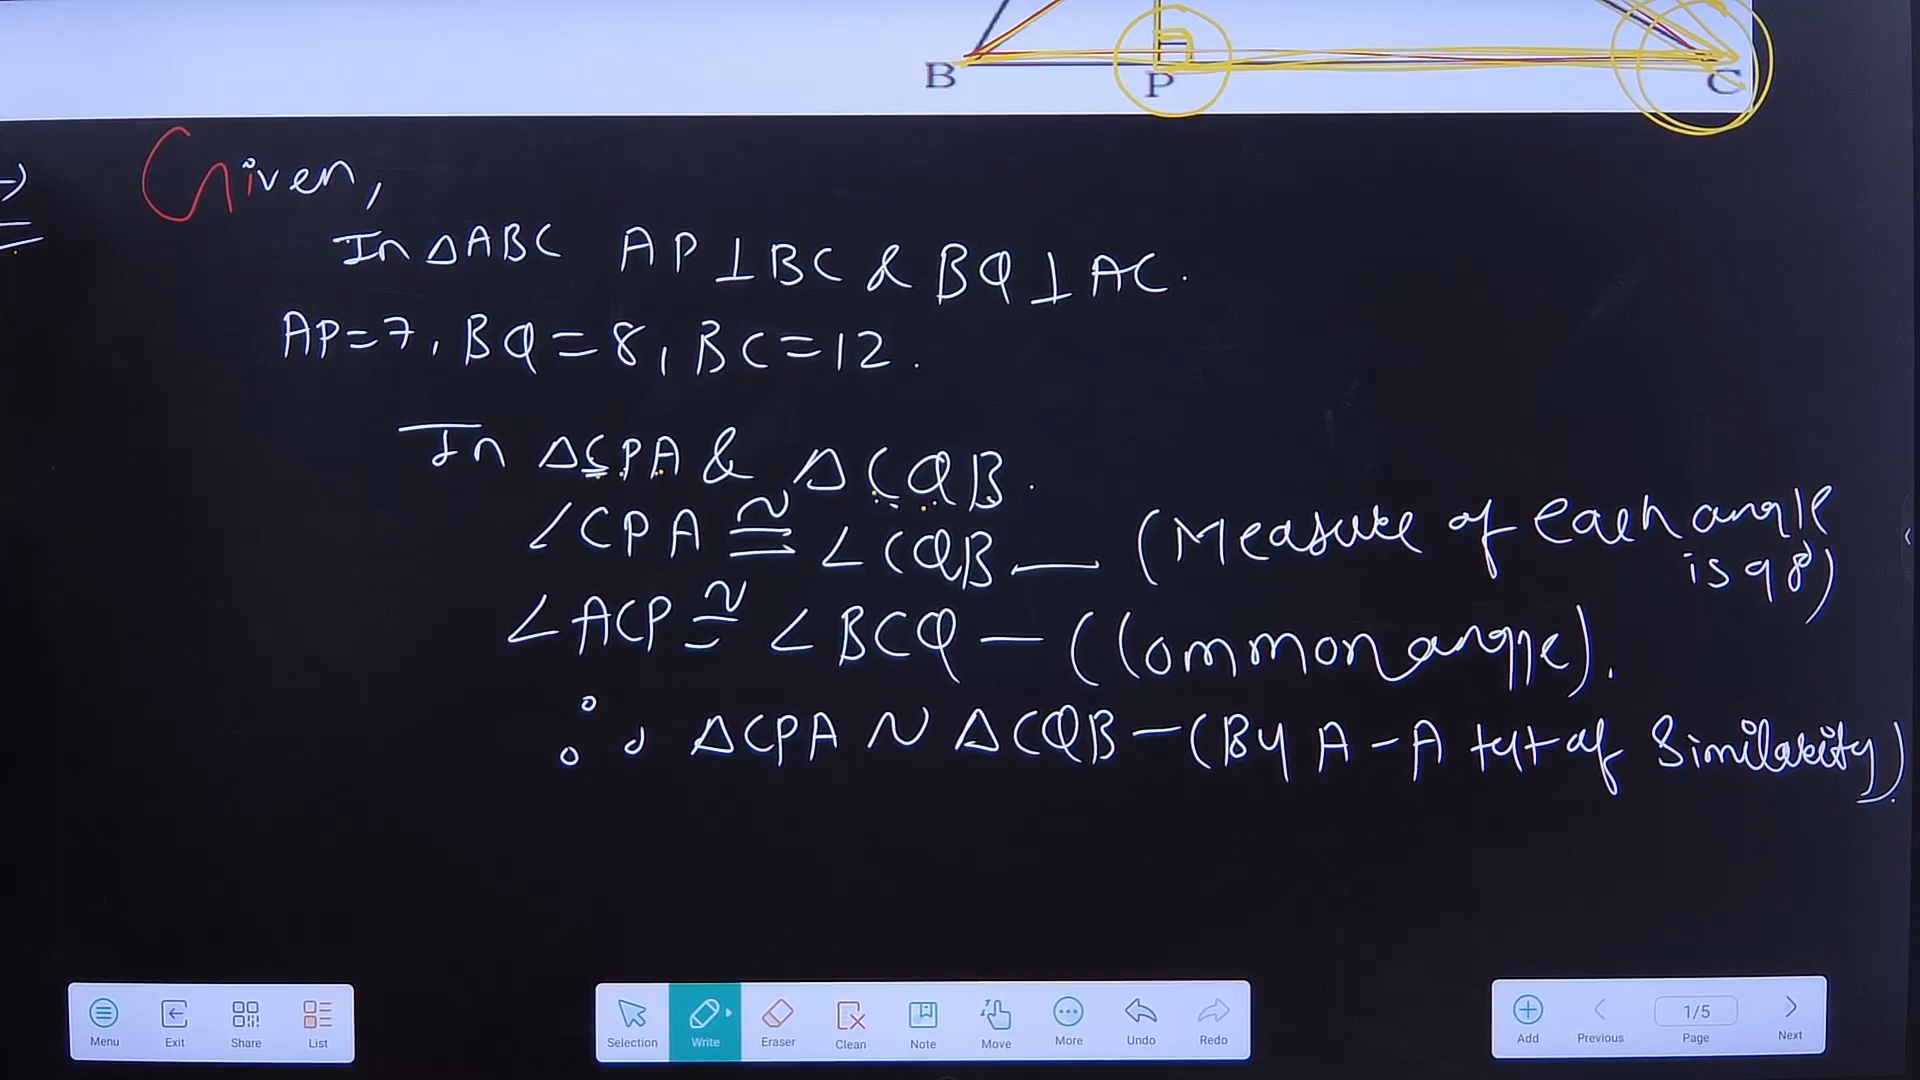 B P C
Given,
In △ABC AP⊥BC & BQ⊥AC.
AP=7, BQ=8, BC=12.
In △CPA & △CQB.
∠CPA ≅ ∠CQB — (Measure of each angle
is 90°)
∠ACP ≅ ∠BCQ — (Common angle).
∴ △CPA ~ △CQB — (By A-A of Similarity)
Menu Exit Share List Selection Write Eraser Clean Note Move More Undo Redo Add Previous 1/5 Page Next